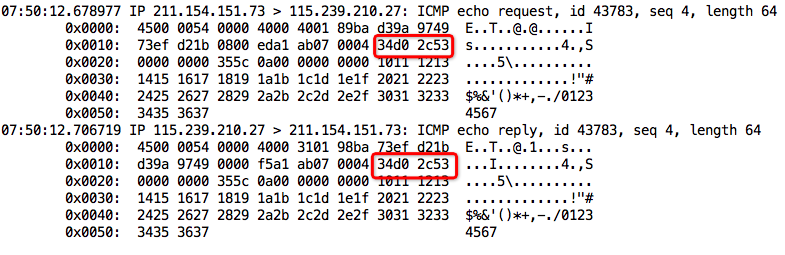 07:50:12.678977 IP 211.154.151.73 > 115.239.210.27: ICMP echo request, id 43783, seq 4, length 64
0x0000: 4500 0054 0000 4000 4001 89ba d39a 9749 E..T..@.@......I
0x0010: 73ef d21b 0800 eda1 ab07 0004 34d0 2c53 s...........4.,S
0x0020: 0000 0000 355c 0a00 0000 0000 1011 1213 ....5\..........
0x0030: 1415 1617 1819 1a1b 1c1d 1e1f 2021 2223 .............!"#
0x0040: 2425 2627 2829 2a2b 2c2d 2e2f 3031 3233 $%&'()*+,-./0123
0x0050: 3435 3637 4567
07:50:12.706719 IP 115.239.210.27 > 211.154.151.73: ICMP echo reply, id 43783, seq 4, length 64
0x0000: 4500 0054 0000 4000 3101 98ba 73ef d21b E..T..@.1...s...
0x0010: d39a 9749 0000 f5a1 ab07 0004 34d0 2c53 ...I........4.,S
0x0020: 0000 0000 355c 0a00 0000 0000 1011 1213 ....5\..........
0x0030: 1415 1617 1819 1a1b 1c1d 1e1f 2021 2223 .............!"#
0x0040: 2425 2627 2829 2a2b 2c2d 2e2f 3031 3233 $%&'()*+,-./0123
0x0050: 3435 3637 4567